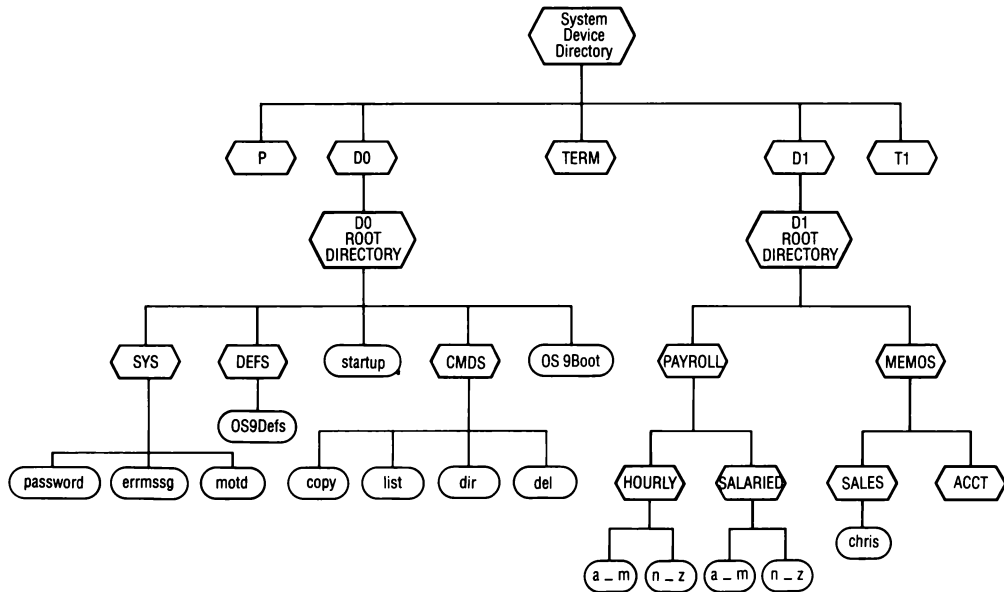 System
Device
Directory
P
D0
TERM
D1
T1
D0
ROOT
DIRECTORY
D1
ROOT
DIRECTORY
SYS
DEFS
startup
CMDS
OS 9Boot
PAYROLL
MEMOS
OS9Defs
password
errmssg
motd
copy
list
dir
del
HOURLY
SALARIED
SALES
ACCT
chris
a _ m
n _ z
a _ m
n _ z